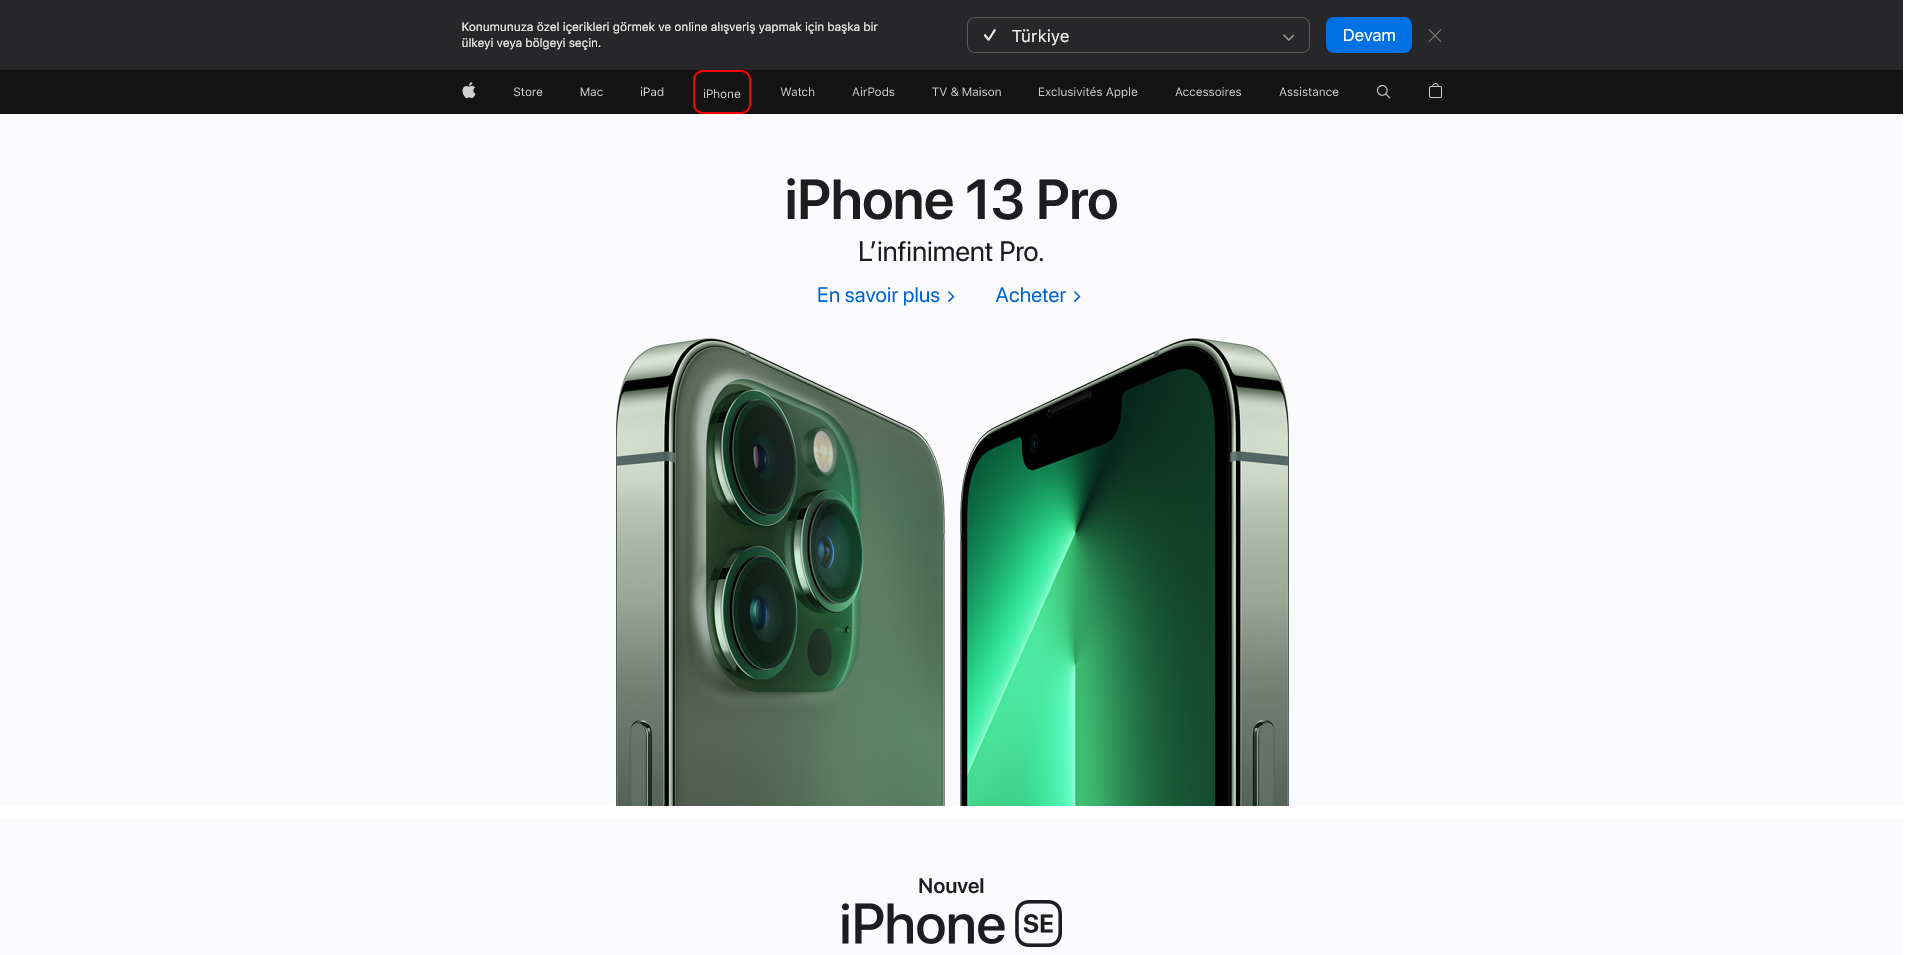 Konumunuza özel içerikleri görmek ve online alışveriş yapmak için başka bir
ülkeyi veya bölgeyi seçin.
Türkiye
Devam
Store
Mac
iPad
iPhone
Watch
AirPods
TV & Maison
Exclusivités Apple
Accessoires
Assistance
iPhone 13 Pro
L’infiniment Pro.
En savoir plus
Acheter
Nouvel
iPhone SE